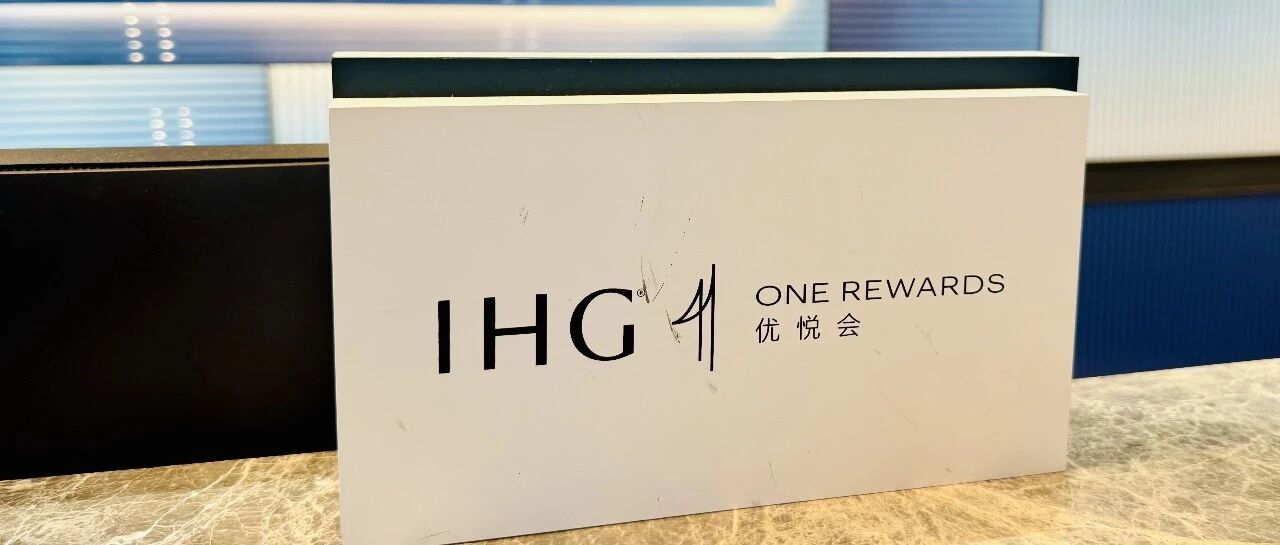 IHG®
ONE REWARDS
优悦会